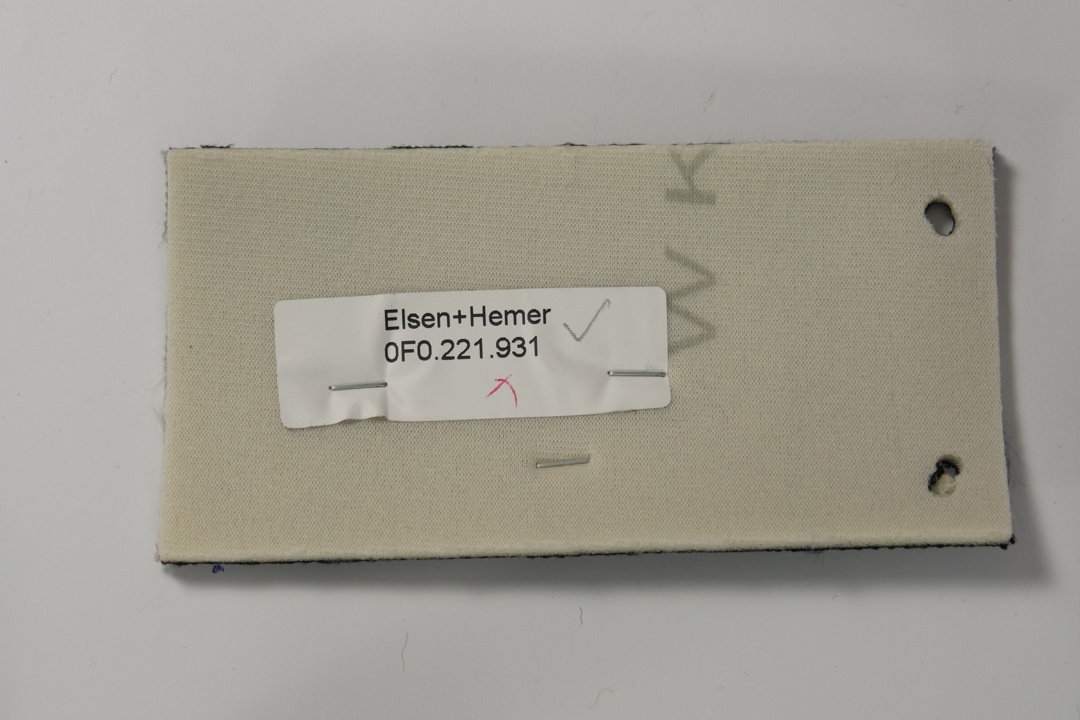 Elsen+Hemer
0F0.221.931
W K